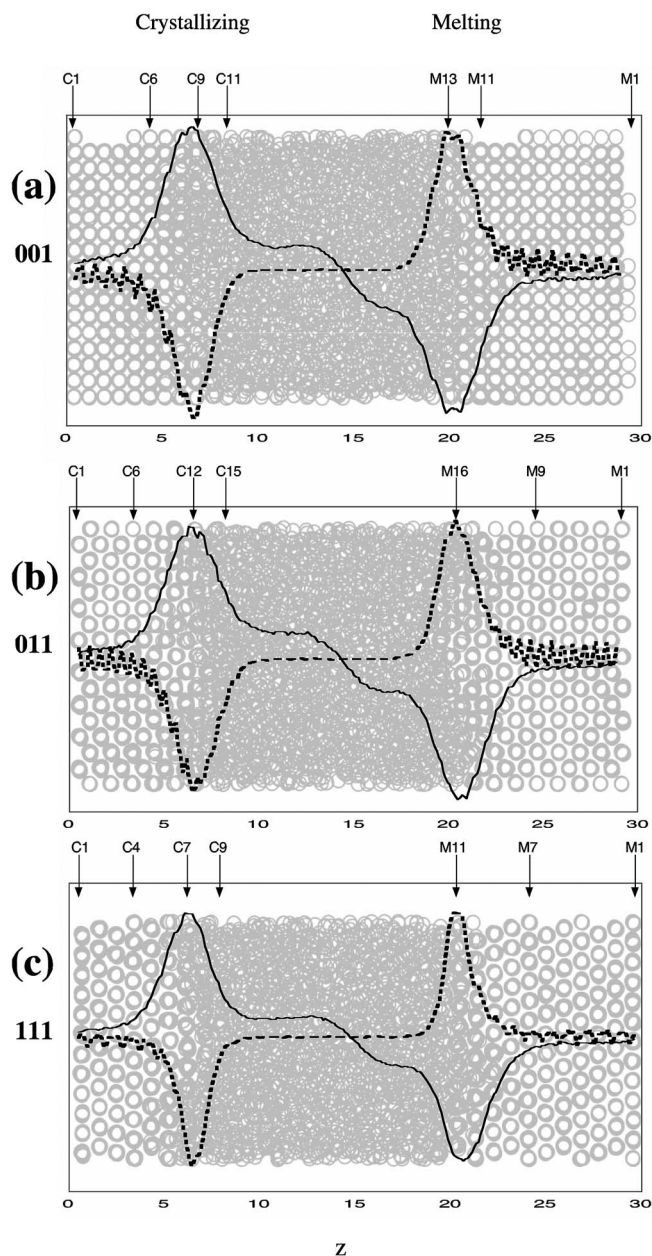 Crystallizing Melting
C1 C6 C9 C11 M13 M11 M1
(a)
001
0 5 10 15 20 25 30
C1 C6 C12 C15 M16 M9 M1
(b)
011
0 5 10 15 20 25 30
C1 C4 C7 C9 M11 M7 M1
(c)
111
0 5 10 15 20 25 30
z